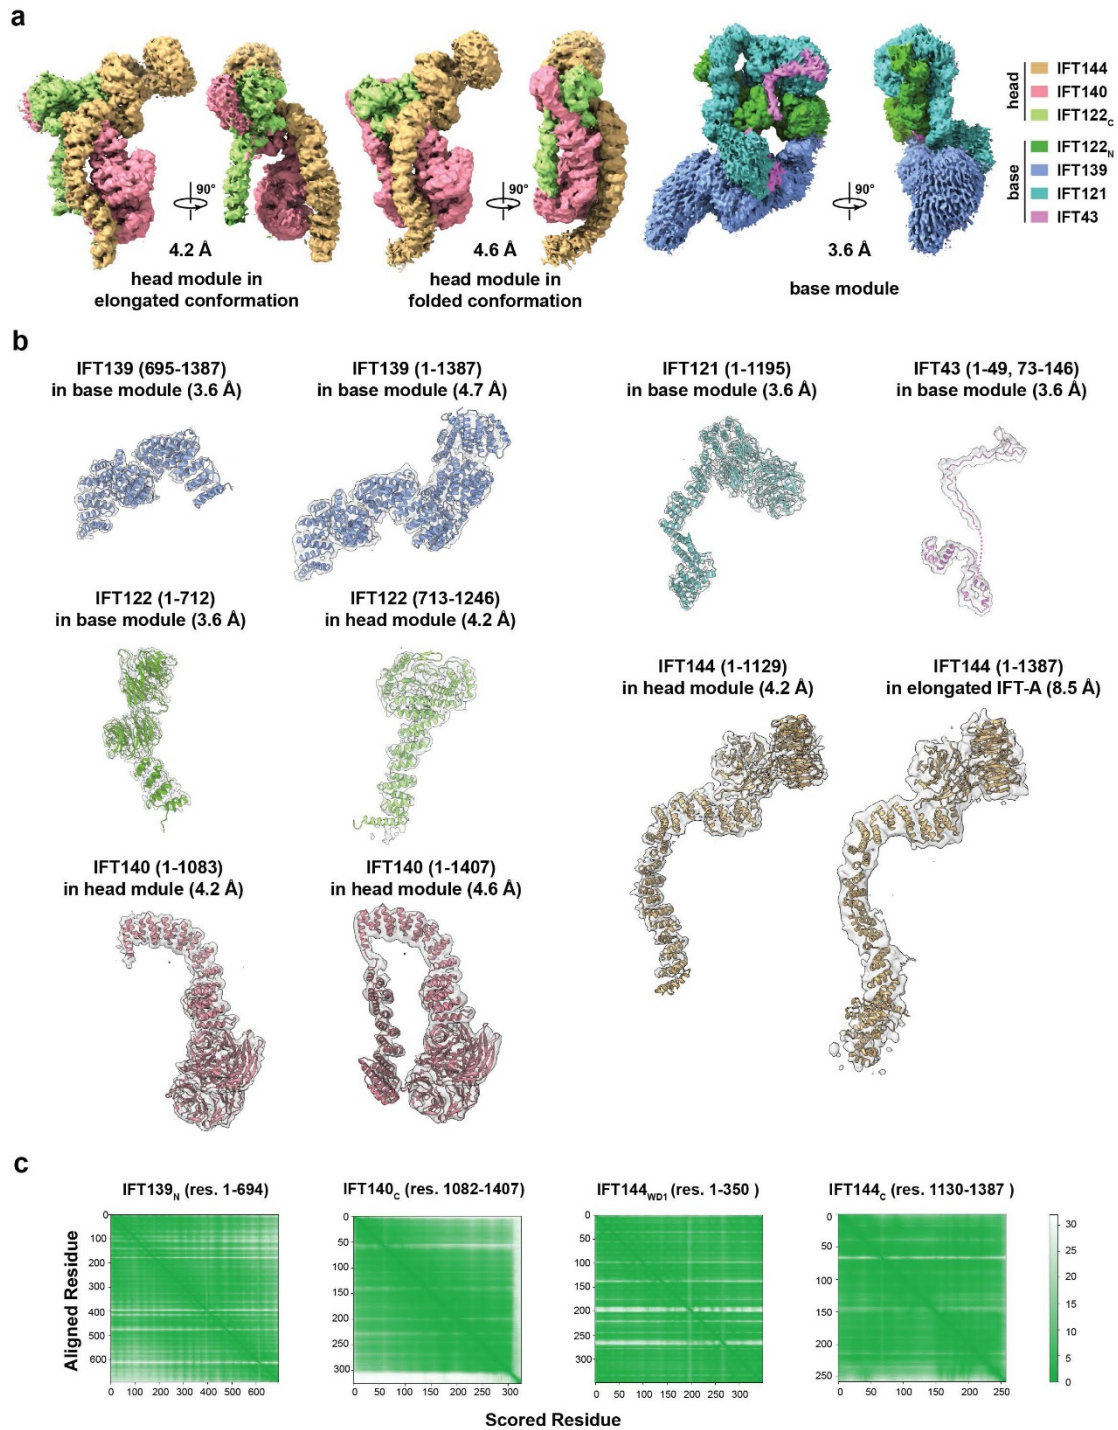 a
90°
4.2 Å
head module in
elongated conformation
90°
4.6 Å
head module in
folded conformation
90°
3.6 Å
base module
head
IFT144
IFT140
IFT122C
base
IFT122N
IFT139
IFT121
IFT43
b
IFT139 (695-1387)
in base module (3.6 Å)
IFT139 (1-1387)
in base module (4.7 Å)
IFT121 (1-1195)
in base module (3.6 Å)
IFT43 (1-49, 73-146)
in base module (3.6 Å)
IFT122 (1-712)
in base module (3.6 Å)
IFT122 (713-1246)
in head module (4.2 Å)
IFT144 (1-1129)
in head module (4.2 Å)
IFT144 (1-1387)
in elongated IFT-A (8.5 Å)
IFT140 (1-1083)
in head mdule (4.2 Å)
IFT140 (1-1407)
in head module (4.6 Å)
c
IFT139N (res. 1-694)
IFT140C (res. 1082-1407)
IFT144WD1 (res. 1-350 )
IFT144C (res. 1130-1387 )
Aligned Residue
0
100
200
300
400
500
600
0 100 200 300 400 500 600
0
50
100
150
200
250
300
0 50 100 150 200 250 300
0
50
100
150
200
250
300
0 50 100 150 200 250 300
0
50
100
150
200
250
0 50 100 150 200 250
30
25
20
15
10
5
0
Scored Residue